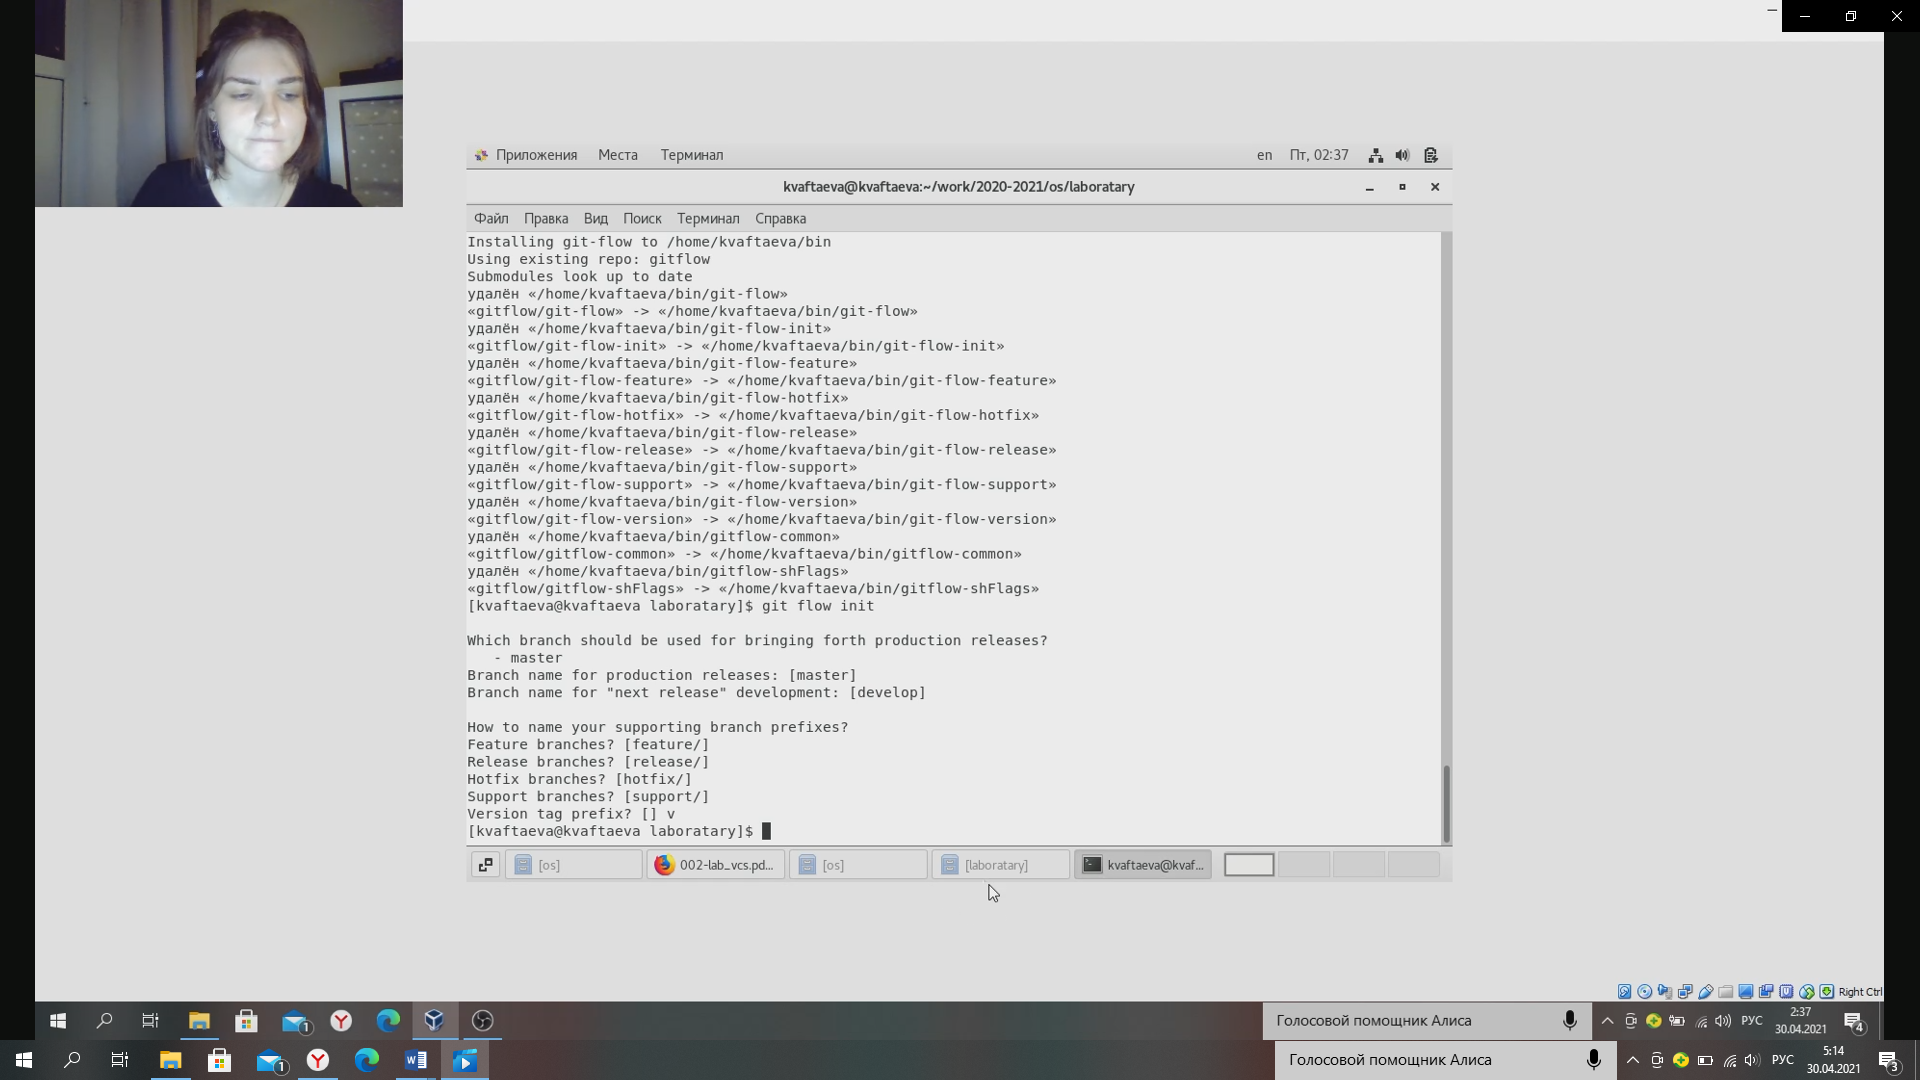 Приложения Места Терминал en Пт, 02:37
kvaftaeva@kvaftaeva:~/work/2020-2021/os/laboratary
Файл Правка Вид Поиск Терминал Справка
Installing git-flow to /home/kvaftaeva/bin
Using existing repo: gitflow
Submodules look up to date
удалён «/home/kvaftaeva/bin/git-flow»
«gitflow/git-flow» -> «/home/kvaftaeva/bin/git-flow»
удалён «/home/kvaftaeva/bin/git-flow-init»
«gitflow/git-flow-init» -> «/home/kvaftaeva/bin/git-flow-init»
удалён «/home/kvaftaeva/bin/git-flow-feature»
«gitflow/git-flow-feature» -> «/home/kvaftaeva/bin/git-flow-feature»
удалён «/home/kvaftaeva/bin/git-flow-hotfix»
«gitflow/git-flow-hotfix» -> «/home/kvaftaeva/bin/git-flow-hotfix»
удалён «/home/kvaftaeva/bin/git-flow-release»
«gitflow/git-flow-release» -> «/home/kvaftaeva/bin/git-flow-release»
удалён «/home/kvaftaeva/bin/git-flow-support»
«gitflow/git-flow-support» -> «/home/kvaftaeva/bin/git-flow-support»
удалён «/home/kvaftaeva/bin/git-flow-version»
«gitflow/git-flow-version» -> «/home/kvaftaeva/bin/git-flow-version»
удалён «/home/kvaftaeva/bin/gitflow-common»
«gitflow/gitflow-common» -> «/home/kvaftaeva/bin/gitflow-common»
удалён «/home/kvaftaeva/bin/gitflow-shFlags»
«gitflow/gitflow-shFlags» -> «/home/kvaftaeva/bin/gitflow-shFlags»
[kvaftaeva@kvaftaeva laboratary]$ git flow init
Which branch should be used for bringing forth production releases?
- master
Branch name for production releases: [master]
Branch name for "next release" development: [develop]
How to name your supporting branch prefixes?
Feature branches? [feature/]
Release branches? [release/]
Hotfix branches? [hotfix/]
Support branches? [support/]
Version tag prefix? [] v
[kvaftaeva@kvaftaeva laboratary]$
[os] 002-lab_vcs.pd... [os] [laboratary] kvaftaeva@kvaf...
Right Ctrl
1 Голосовой помощник Алиса РУС 2:37 30.04.2021 4
1 Голосовой помощник Алиса РУС 5:14 30.04.2021 3